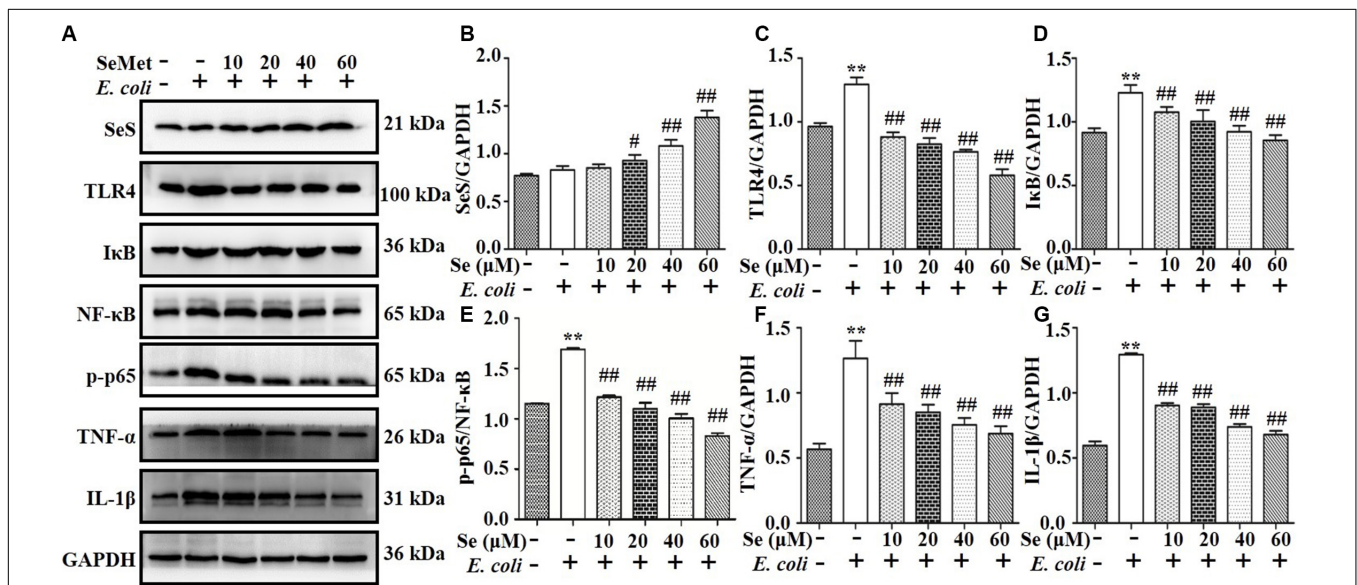 A
SeMet - - 10 20 40 60
E. coli - + + + + +
SeS 21 kDa
TLR4 100 kDa
IκB 36 kDa
NF-κB 65 kDa
p-p65 65 kDa
TNF-α 26 kDa
IL-1β 31 kDa
GAPDH 36 kDa
B
SeS/GAPDH
2.0
1.5
1.0
0.5
0.0
# ## ##
Se (μM) - - 10 20 40 60
E. coli - + + + + +
C
TLR4/GAPDH
1.5
1.0
0.5
0.0
** ## ## ## ##
Se (μM) - - 10 20 40 60
E. coli - + + + + +
D
IκB/GAPDH
1.5
1.0
0.5
0.0
** ## ## ## ##
Se (μM) - - 10 20 40 60
E. coli - + + + + +
E
p-p65/NF-κB
2.0
1.5
1.0
0.5
0.0
** ## ## ## ##
Se (μM) - - 10 20 40 60
E. coli - + + + + +
F
TNF-α/GAPDH
1.5
1.0
0.5
0.0
** ## ## ## ##
Se (μM) - - 10 20 40 60
E. coli - + + + + +
G
IL-1β/GAPDH
1.5
1.0
0.5
0.0
** ## ## ## ##
Se (μM) - - 10 20 40 60
E. coli - + + + + +